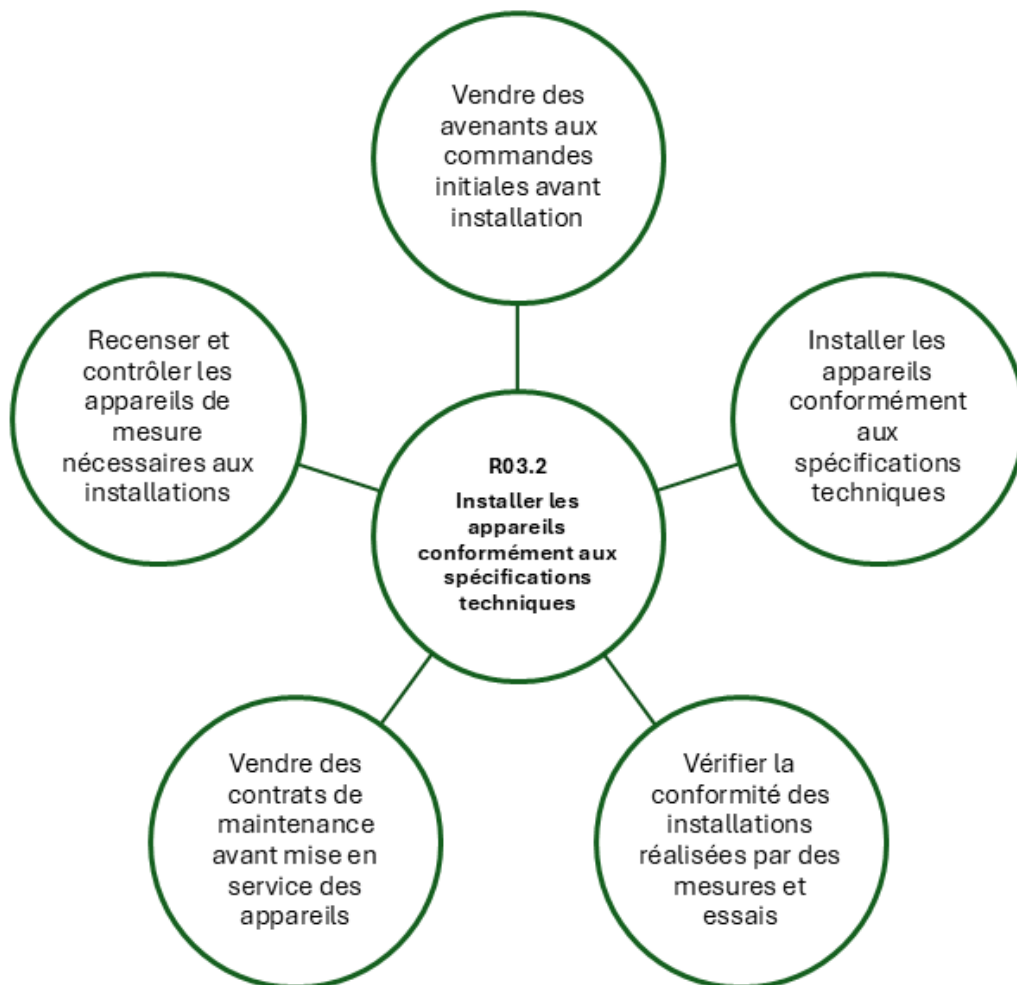 Vendre des
avenants aux
commandes
initiales avant
installation
Recenser et
contrôler les
appareils de
mesure
nécessaires aux
installations
Installer les
appareils
conformément
aux
spécifications
techniques
R03.2
Installer les
appareils
conformément aux
spécifications
techniques
Vendre des
contrats de
maintenance
avant mise en
service des
appareils
Vérifier la
conformité des
installations
réalisées par des
mesures et
essais